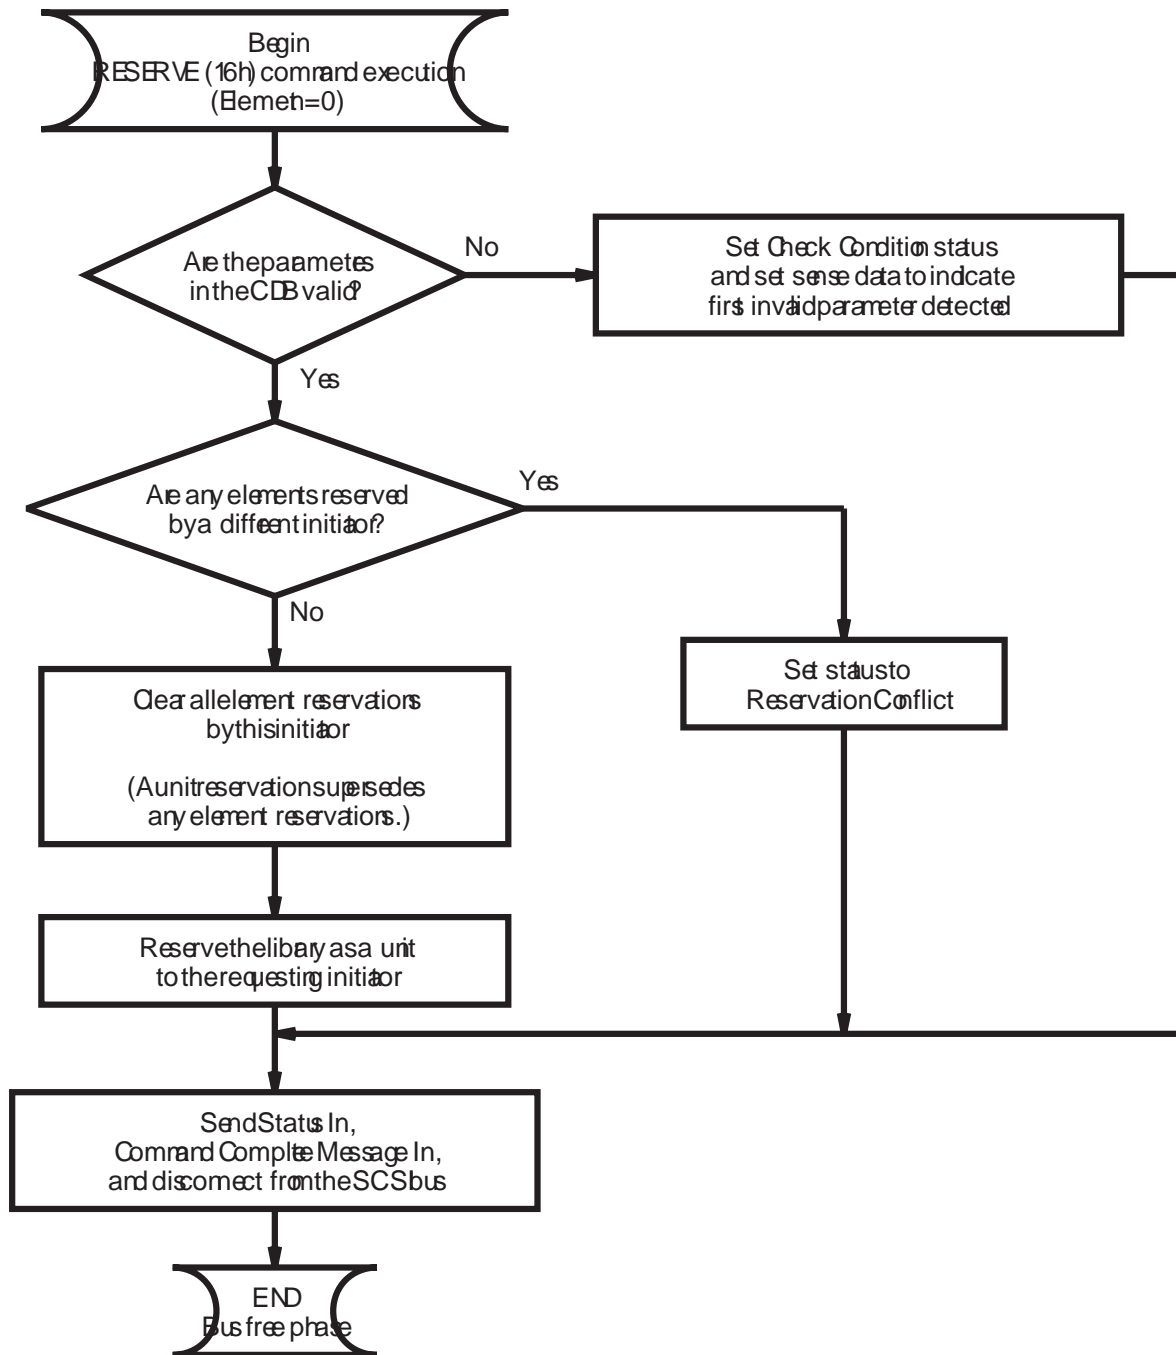 Begin
RESERVE (16h) command execution
(Element=0)
Are the parameters
in the CDB valid?
No
Set Check Condition status
and set sense data to indicate
first invalid parameter detected
Yes
Are any elements reserved
by a different initiator?
Yes
No
Clear all element reservations
by this initiator
(A unit reservation supersedes
any element reservations.)
Set status to
Reservation Conflict
Reserve the library as a unit
to the requesting initiator
Send Status In,
Command Complete Message In,
and disconnect from the SCSI bus
END
Bus free phase